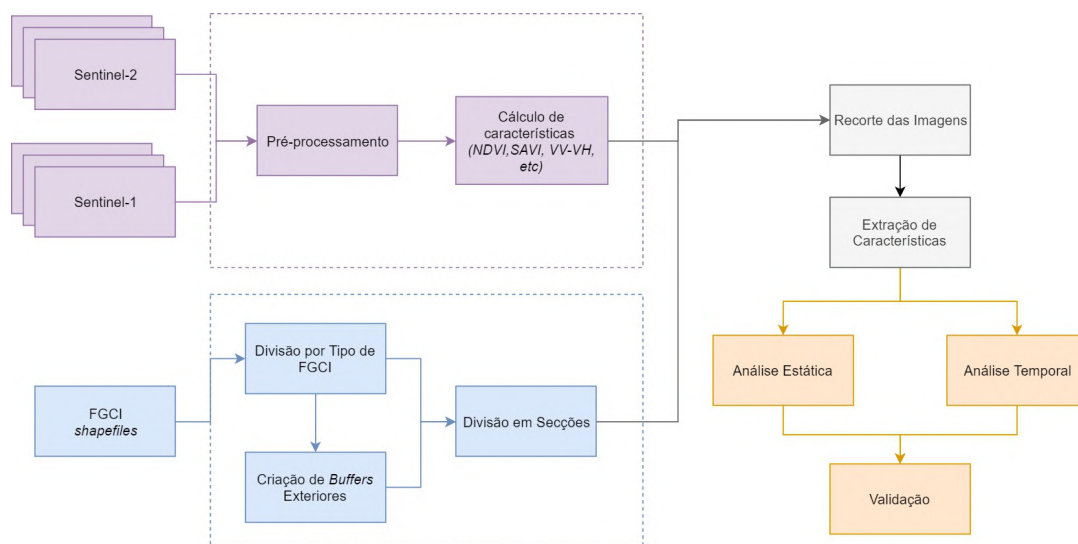 Sentinel-2
Sentinel-1
Pré-processamento
Cálculo de
características
(NDVI,SAVI, VV-VH,
etc)
Recorte das Imagens
Extração de
Características
FGCI
shapefiles
Divisão por Tipo de
FGCI
Criação de Buffers
Exteriores
Divisão em Secções
Análise Estática
Análise Temporal
Validação